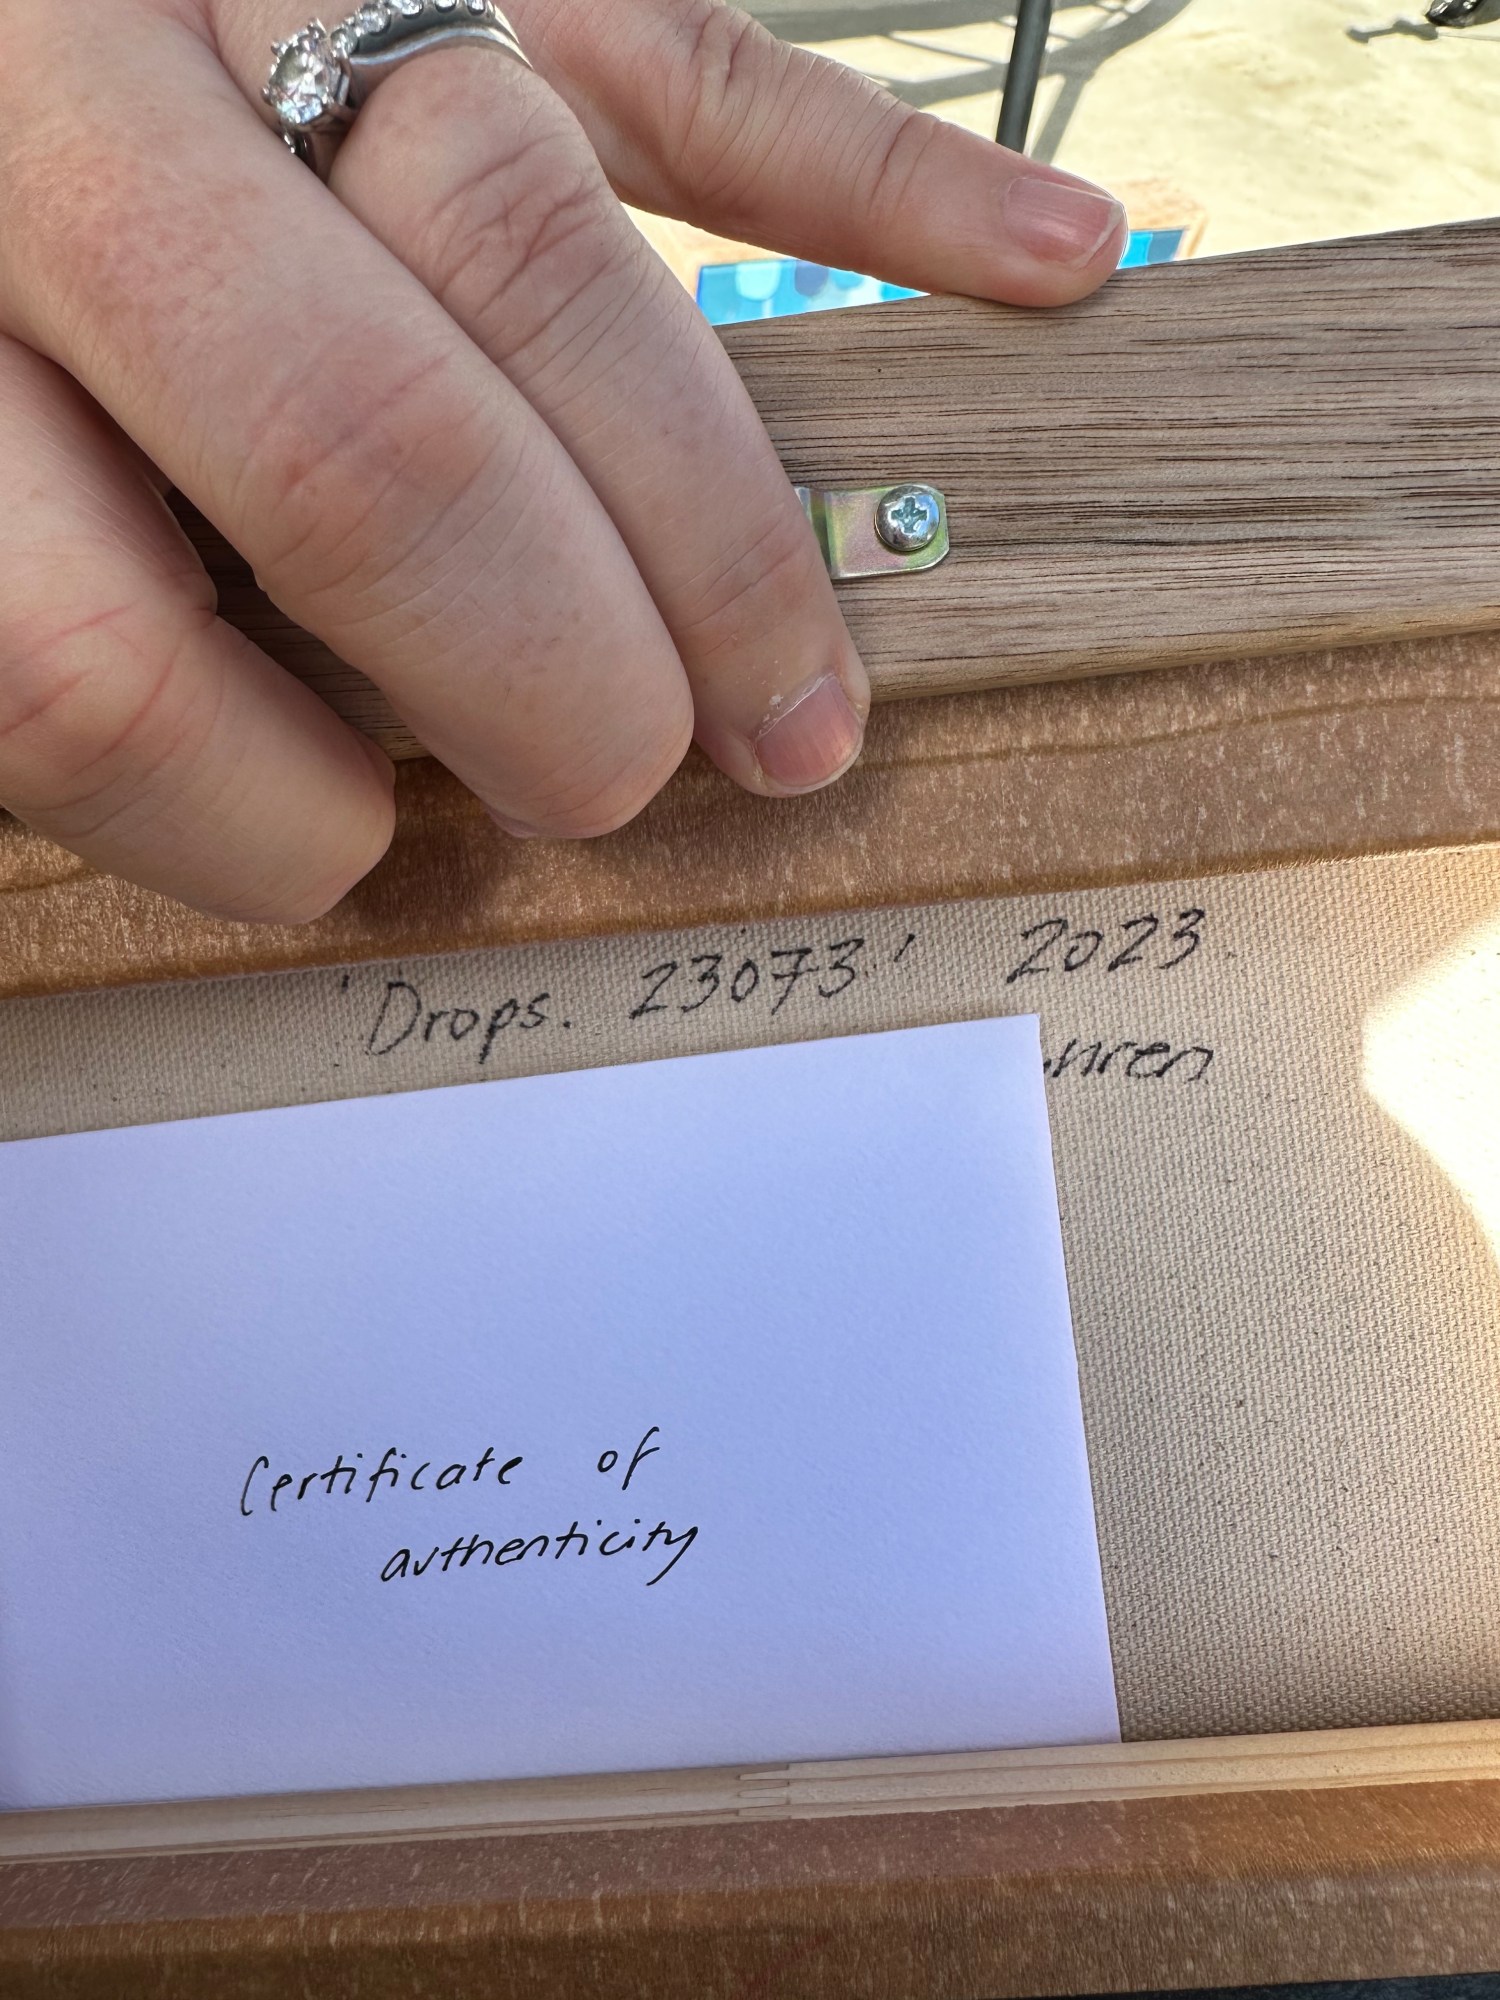 'Drops. 23073.' 2023.
Certificate of
authenticity